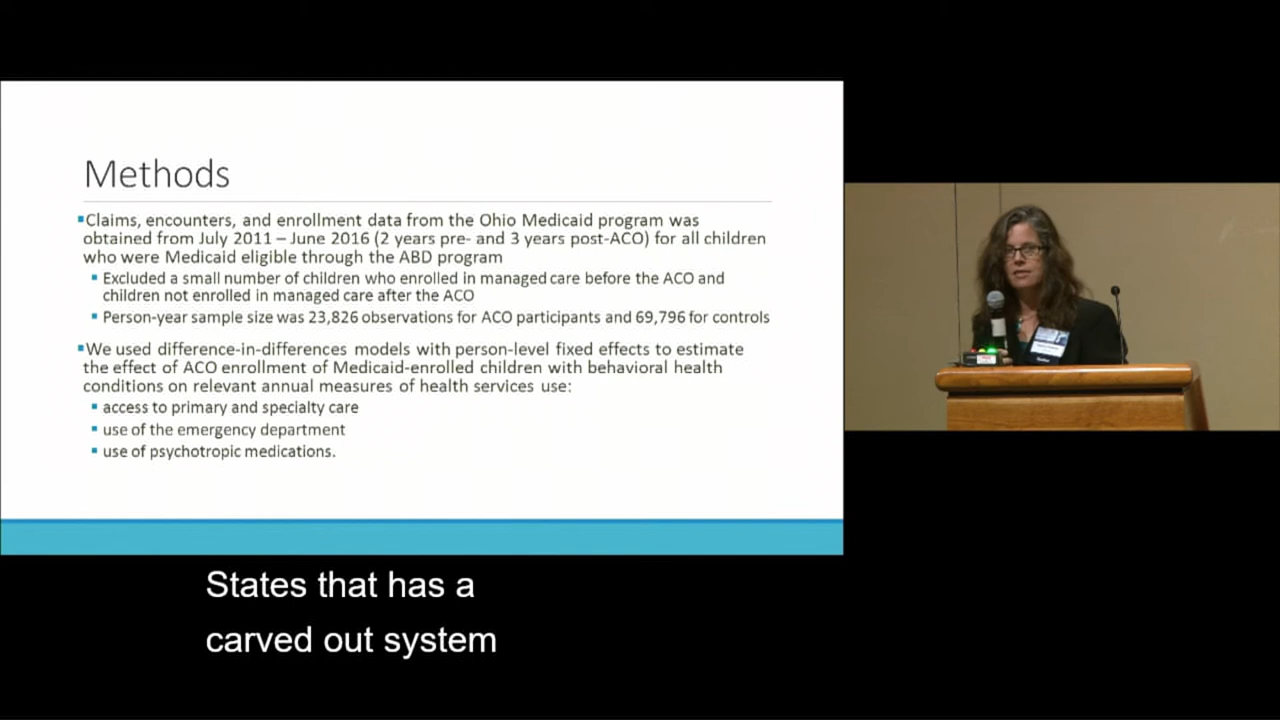 Methods
▪Claims, encounters, and enrollment data from the Ohio Medicaid program was
obtained from July 2011 – June 2016 (2 years pre- and 3 years post-ACO) for all children
who were Medicaid eligible through the ABD program
▪ Excluded a small number of children who enrolled in managed care before the ACO and
children not enrolled in managed care after the ACO
▪ Person-year sample size was 23,826 observations for ACO participants and 69,796 for controls
▪We used difference-in-differences models with person-level fixed effects to estimate
the effect of ACO enrollment of Medicaid-enrolled children with behavioral health
conditions on relevant annual measures of health services use:
▪ access to primary and specialty care
▪ use of the emergency department
▪ use of psychotropic medications.
States that has a
carved out system